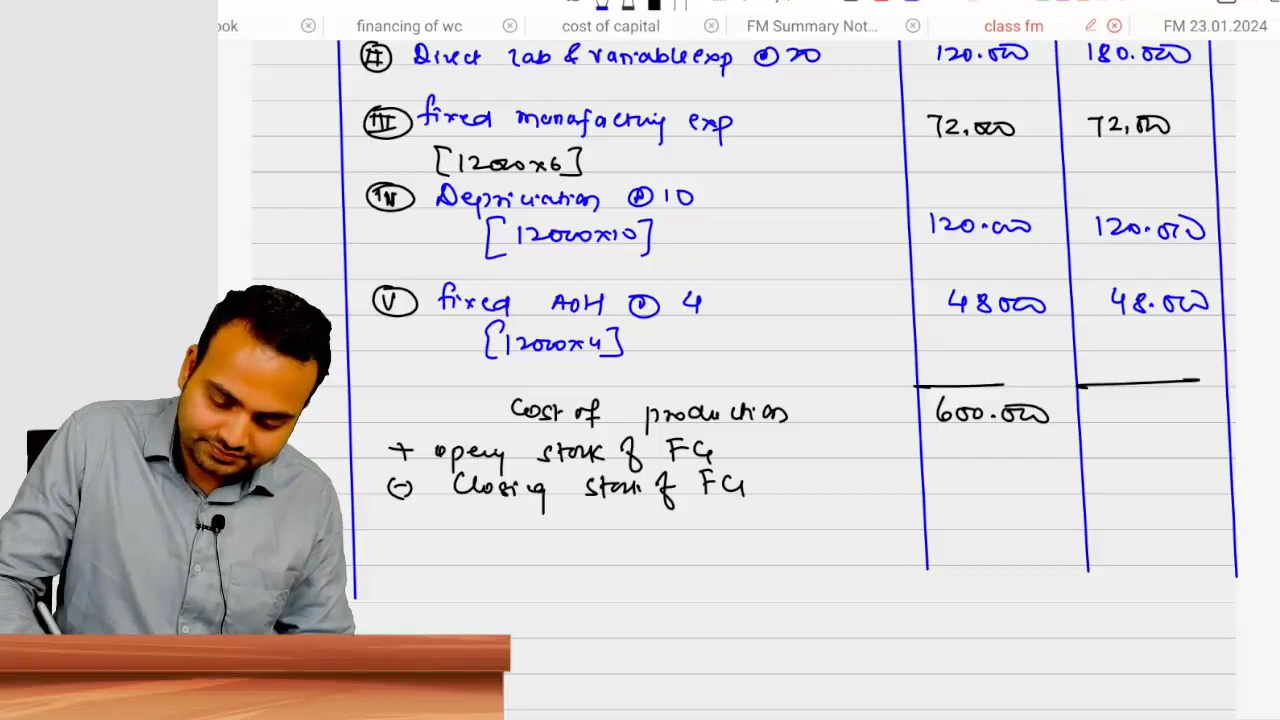 ook financing of wc cost of capital FM Summary Not... class fm FM 23.01.2024
II Direct lab & variable exp @ 20 120.000 180.000
III fixed manufacturing exp 72.000 72,000
[12000x6]
IV Depriciation @ 10
[12000x10] 120.000 120.000
V fixed AOH @ 4 48000 48.000
[12000x4]
Cost of production 600.000
+ openg stock of FG
(-) Closing stock of FG